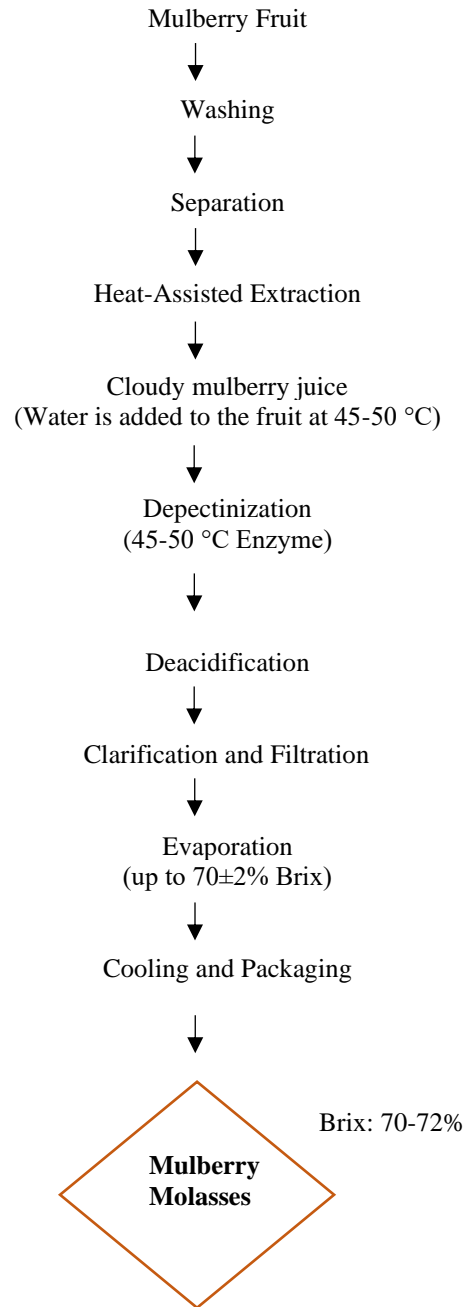 Mulberry Fruit
Washing
Separation
Heat-Assisted Extraction
Cloudy mulberry juice
(Water is added to the fruit at 45-50 °C)
Depectinization
(45-50 °C Enzyme)
Deacidification
Clarification and Filtration
Evaporation
(up to 70±2% Brix)
Cooling and Packaging
Brix: 70-72%
Mulberry
Molasses